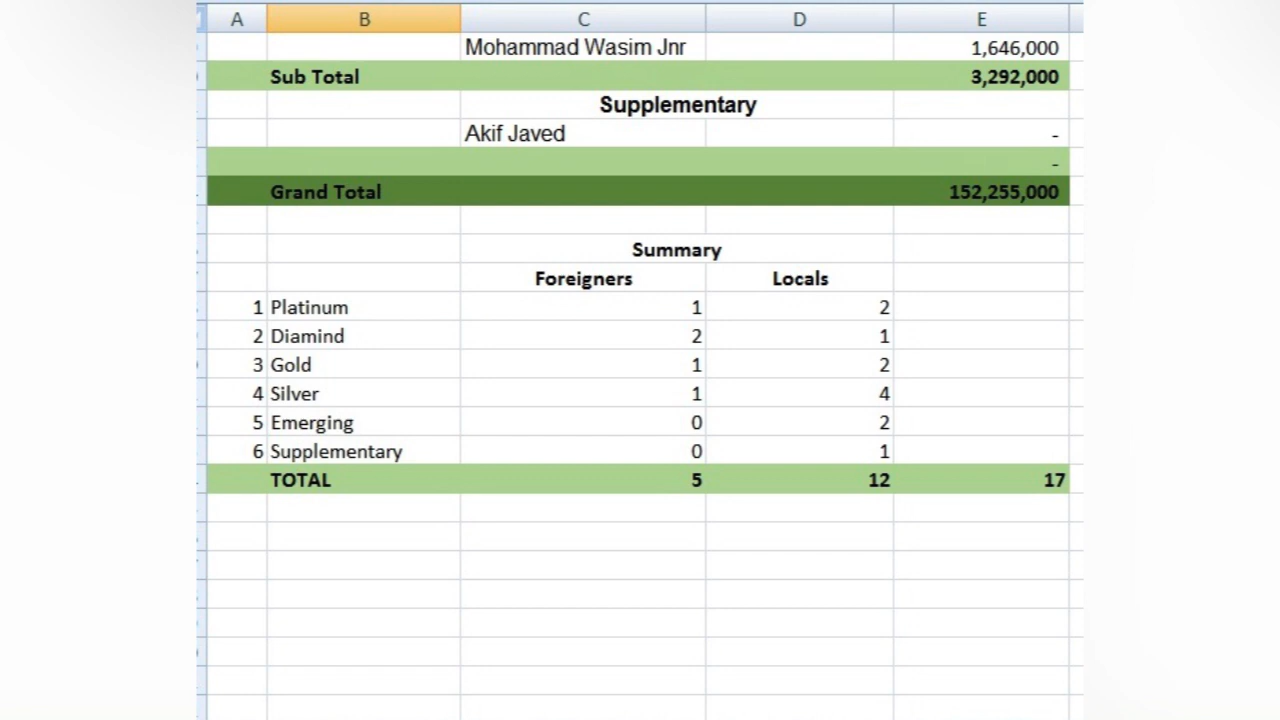 A B C D E
Mohammad Wasim Jnr 1,646,000
Sub Total 3,292,000
Supplementary
Akif Javed -
-
Grand Total 152,255,000
Summary
Foreigners Locals
1 Platinum 1 2
2 Diamind 2 1
3 Gold 1 2
4 Silver 1 4
5 Emerging 0 2
6 Supplementary 0 1
TOTAL 5 12 17